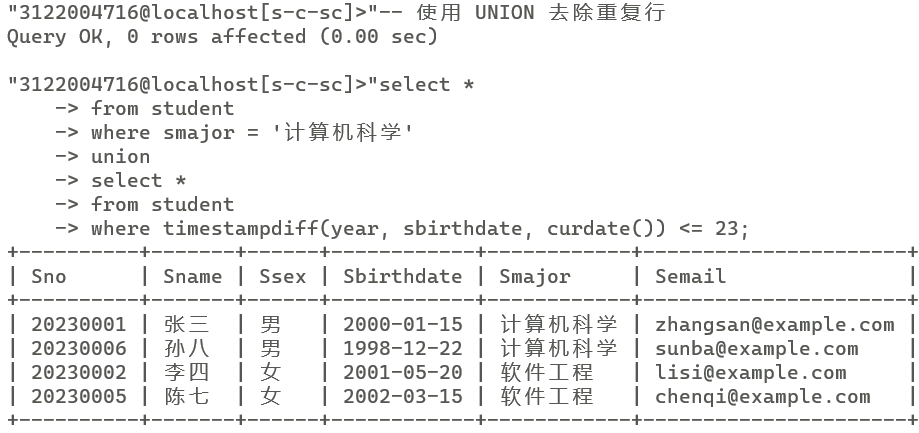 "3122004716@localhost[s-c-sc]>"-- 使用 UNION 去除重复行
Query OK, 0 rows affected (0.00 sec)
"3122004716@localhost[s-c-sc]>"select *
    -> from student
    -> where smajor = '计算机科学'
    -> union
    -> select *
    -> from student
    -> where timestampdiff(year, sbirthdate, curdate()) <= 23;
+----------+-------+------+------------+------------+----------------------+
| Sno      | Sname | Ssex | Sbirthdate | Smajor     | Semail               |
+----------+-------+------+------------+------------+----------------------+
| 20230001 | 张三  | 男   | 2000-01-15 | 计算机科学 | zhangsan@example.com |
| 20230006 | 孙八  | 男   | 1998-12-22 | 计算机科学 | sunba@example.com    |
| 20230002 | 李四  | 女   | 2001-05-20 | 软件工程   | lisi@example.com     |
| 20230005 | 陈七  | 女   | 2002-03-15 | 软件工程   | chenqi@example.com   |
+----------+-------+------+------------+------------+----------------------+